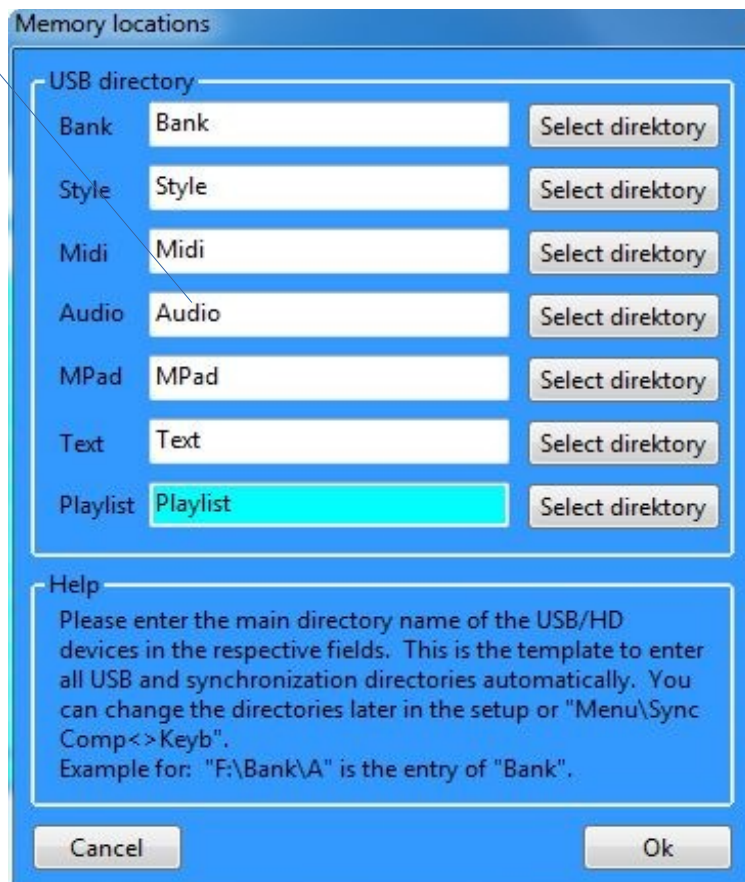 Memory locations
USB directory
Bank Bank Select direktory
Style Style Select direktory
Midi Midi Select direktory
Audio Audio Select direktory
MPad MPad Select direktory
Text Text Select direktory
Playlist Playlist Select direktory
Help
Please enter the main directory name of the USB/HD
devices in the respective fields.  This is the template to enter
all USB and synchronization directories automatically.  You
can change the directories later in the setup or "Menu\Sync
Comp<>Keyb".
Example for:  "F:\Bank\A" is the entry of "Bank".
Cancel Ok